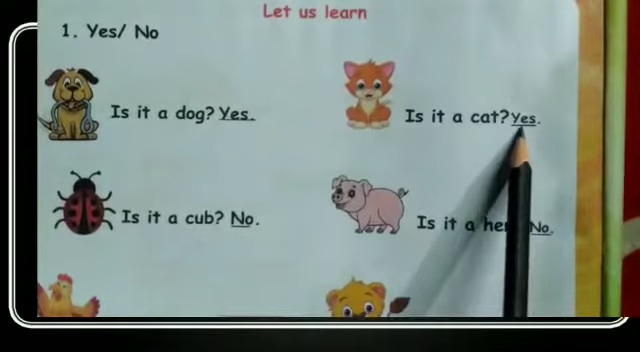 Let us learn
1. Yes/ No
Is it a dog? Yes.
Is it a cat? Yes.
Is it a cub? No.
Is it a he No.